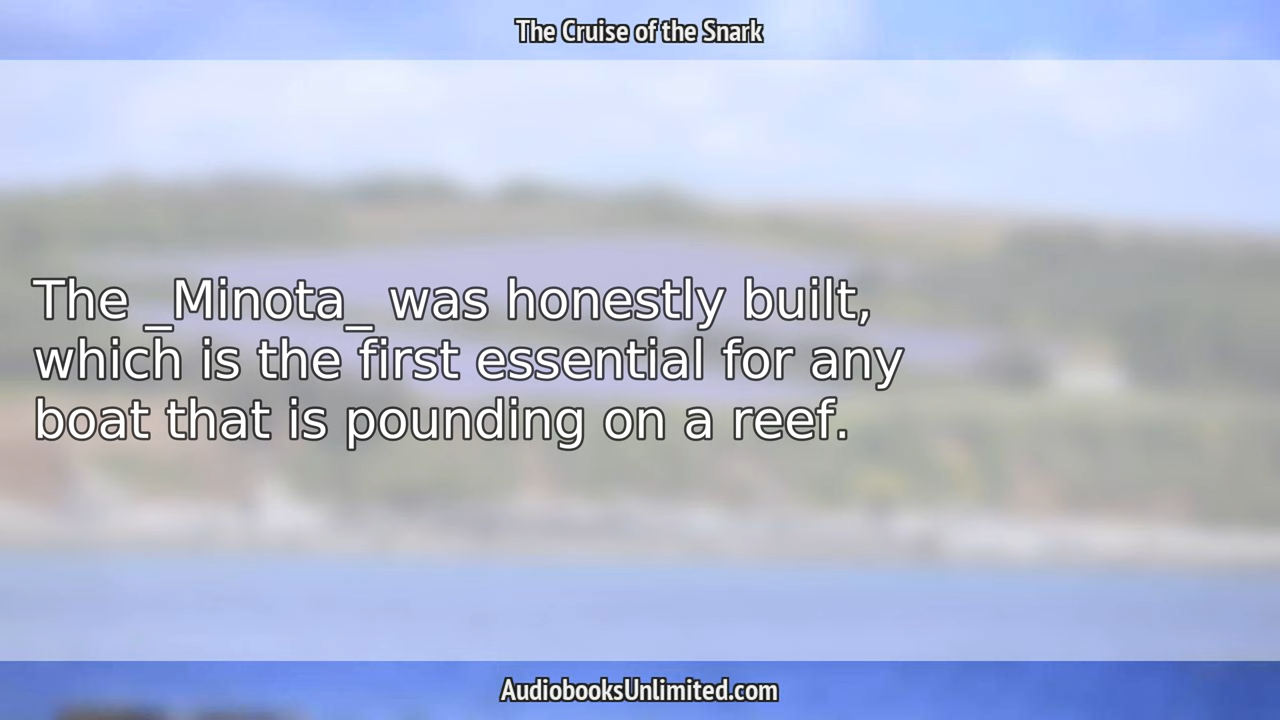 The Cruise of the Snark
The _Minota_ was honestly built,
which is the first essential for any
boat that is pounding on a reef.
AudiobooksUnlimited.com